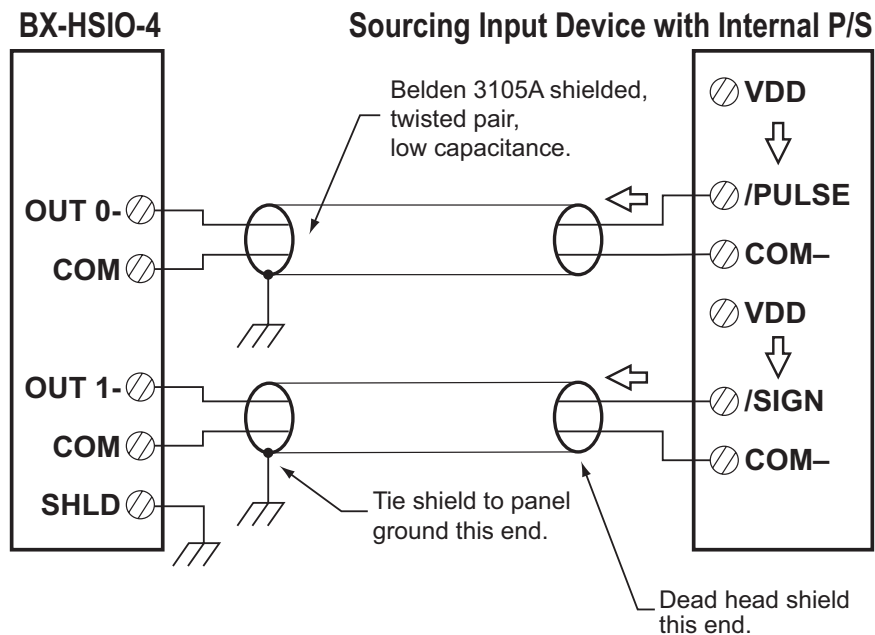 BX-HSIO-4
Sourcing Input Device with Internal P/S
Belden 3105A shielded,
twisted pair,
low capacitance.
VDD
OUT 0-
/PULSE
COM
COM–
VDD
OUT 1-
/SIGN
COM
COM–
SHLD
Tie shield to panel
ground this end.
Dead head shield
this end.